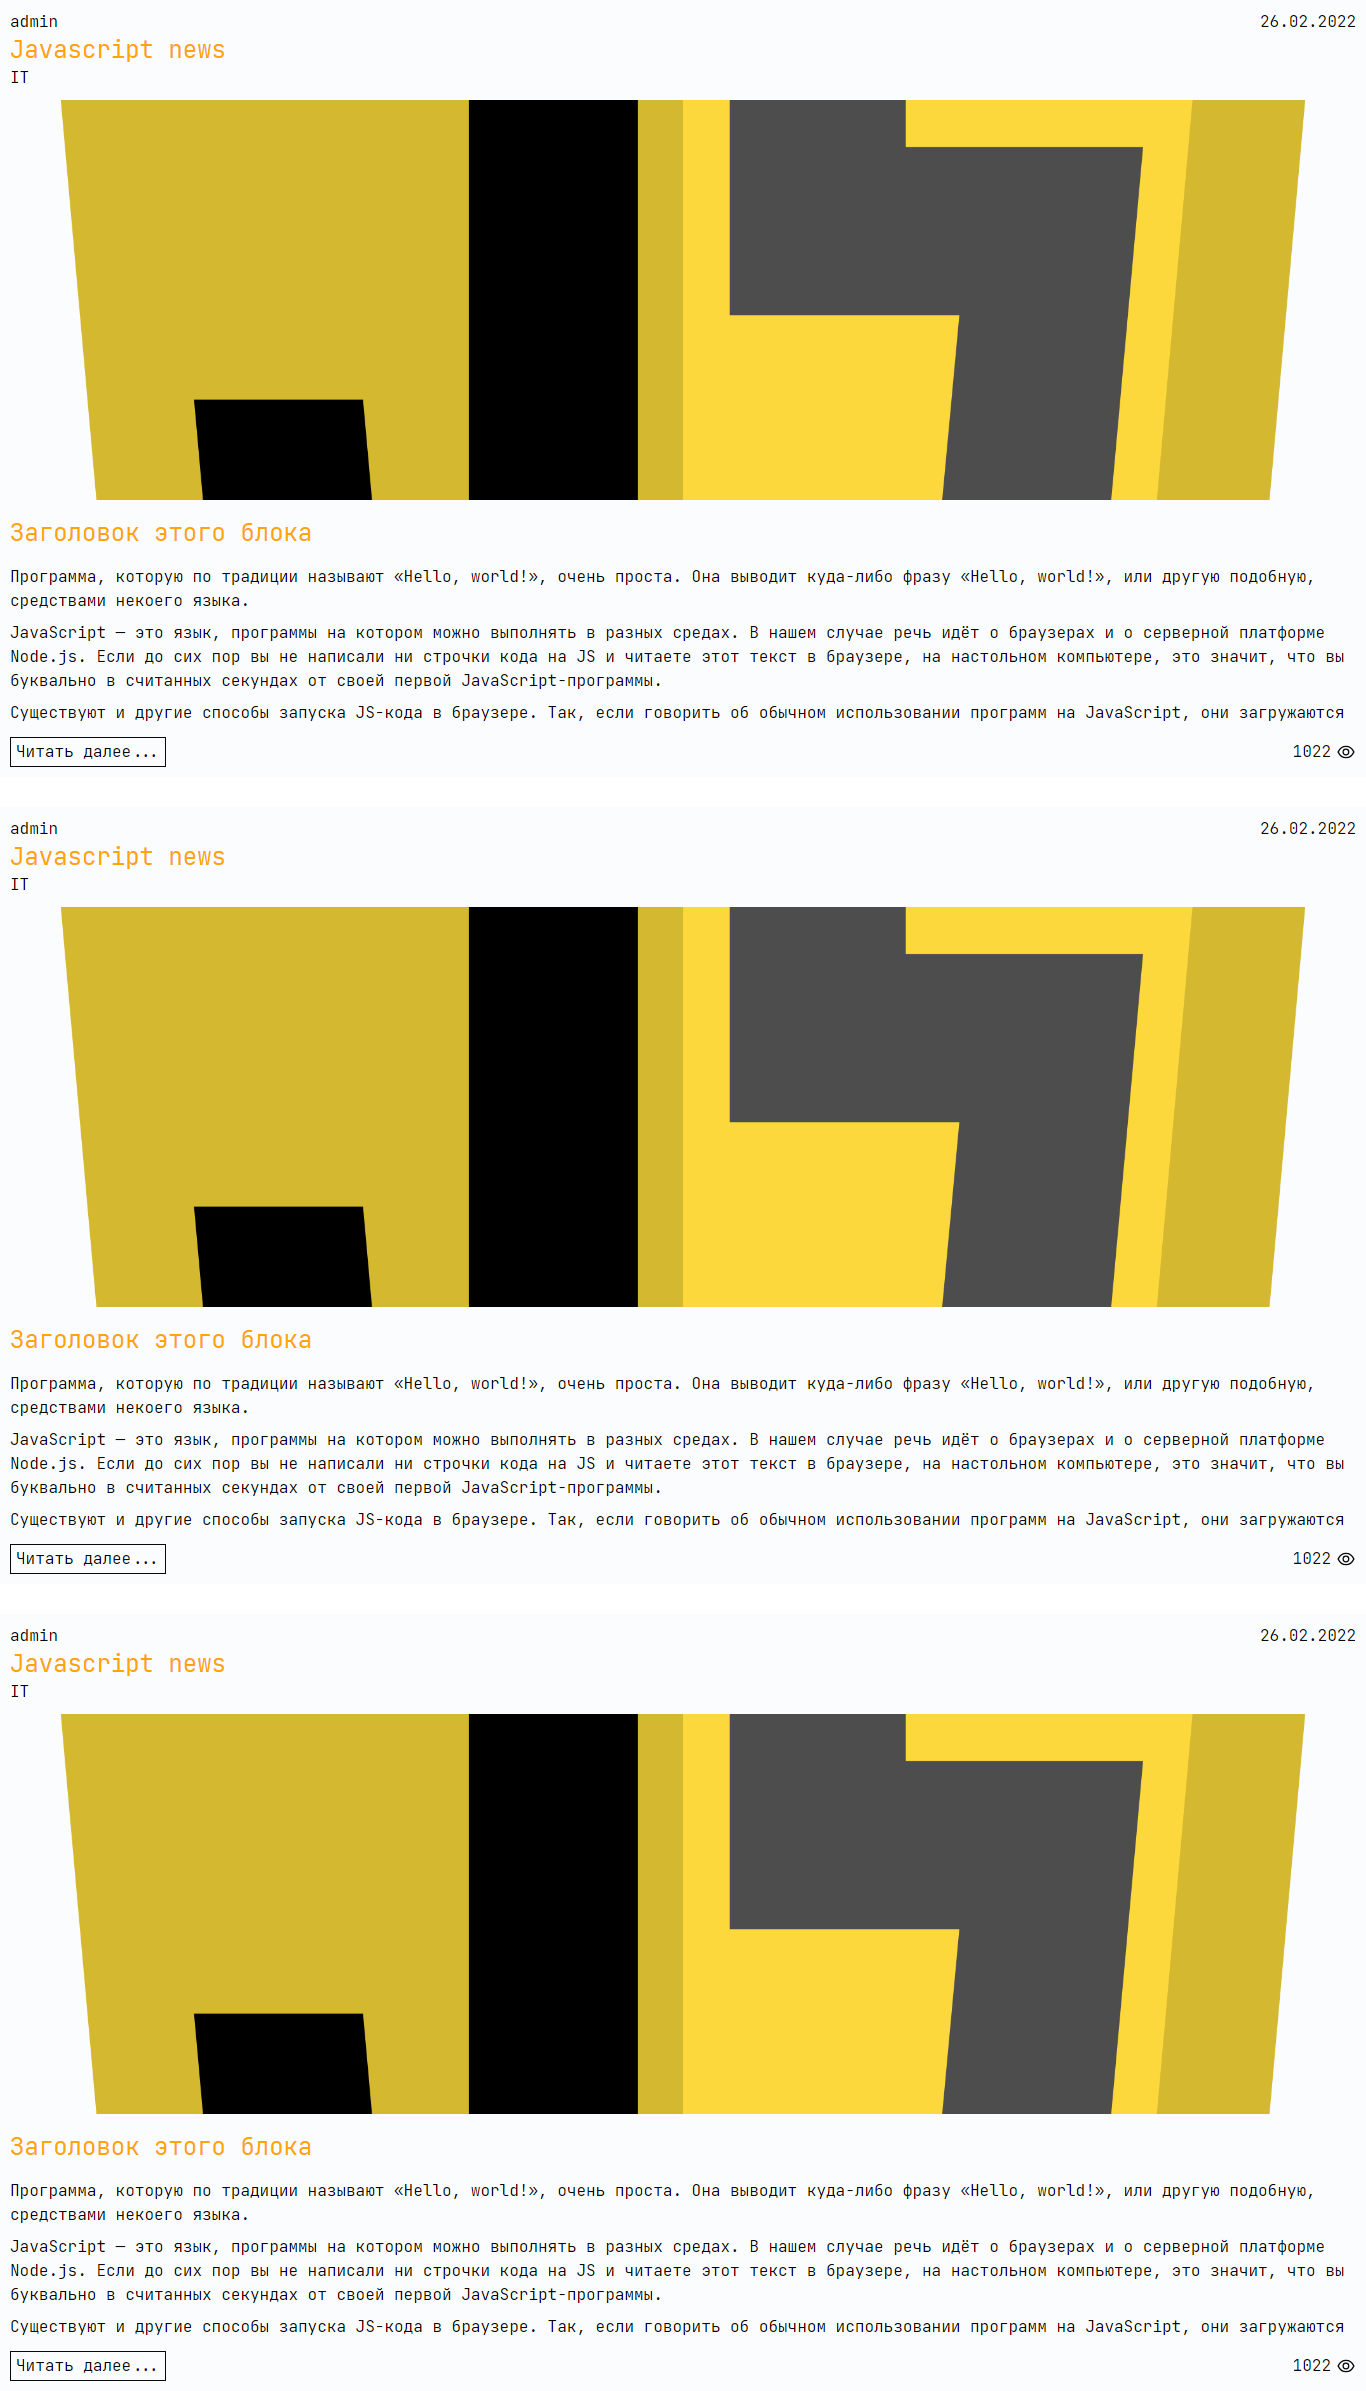 admin 26.02.2022
Javascript news
IT
Заголовок этого блока
Программа, которую по традиции называют «Hello, world!», очень проста. Она выводит куда-либо фразу «Hello, world!», или другую подобную,
средствами некоего языка.
JavaScript — это язык, программы на котором можно выполнять в разных средах. В нашем случае речь идёт о браузерах и о серверной платформе
Node.js. Если до сих пор вы не написали ни строчки кода на JS и читаете этот текст в браузере, на настольном компьютере, это значит, что вы
буквально в считанных секундах от своей первой JavaScript-программы.
Существуют и другие способы запуска JS-кода в браузере. Так, если говорить об обычном использовании программ на JavaScript, они загружаются
Читать далее... 1022
admin 26.02.2022
Javascript news
IT
Заголовок этого блока
Программа, которую по традиции называют «Hello, world!», очень проста. Она выводит куда-либо фразу «Hello, world!», или другую подобную,
средствами некоего языка.
JavaScript — это язык, программы на котором можно выполнять в разных средах. В нашем случае речь идёт о браузерах и о серверной платформе
Node.js. Если до сих пор вы не написали ни строчки кода на JS и читаете этот текст в браузере, на настольном компьютере, это значит, что вы
буквально в считанных секундах от своей первой JavaScript-программы.
Существуют и другие способы запуска JS-кода в браузере. Так, если говорить об обычном использовании программ на JavaScript, они загружаются
Читать далее... 1022
admin 26.02.2022
Javascript news
IT
Заголовок этого блока
Программа, которую по традиции называют «Hello, world!», очень проста. Она выводит куда-либо фразу «Hello, world!», или другую подобную,
средствами некоего языка.
JavaScript — это язык, программы на котором можно выполнять в разных средах. В нашем случае речь идёт о браузерах и о серверной платформе
Node.js. Если до сих пор вы не написали ни строчки кода на JS и читаете этот текст в браузере, на настольном компьютере, это значит, что вы
буквально в считанных секундах от своей первой JavaScript-программы.
Существуют и другие способы запуска JS-кода в браузере. Так, если говорить об обычном использовании программ на JavaScript, они загружаются
Читать далее... 1022